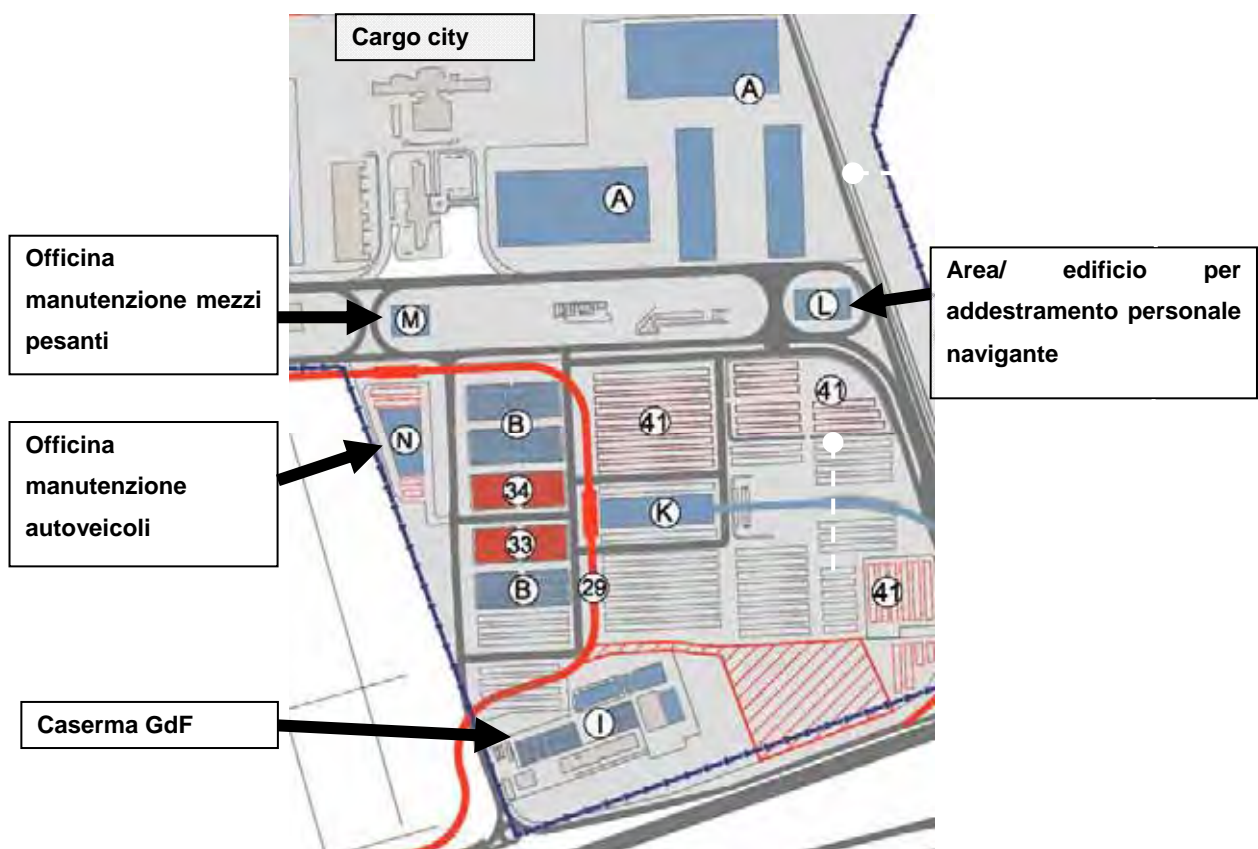 Cargo city
A
A
Officina
manutenzione mezzi
pesanti
Area/ edificio per
addestramento personale
navigante
L
M
41
41
B
N
Officina
manutenzione
autoveicoli
34
K
33
B
29
41
Caserma GdF
I